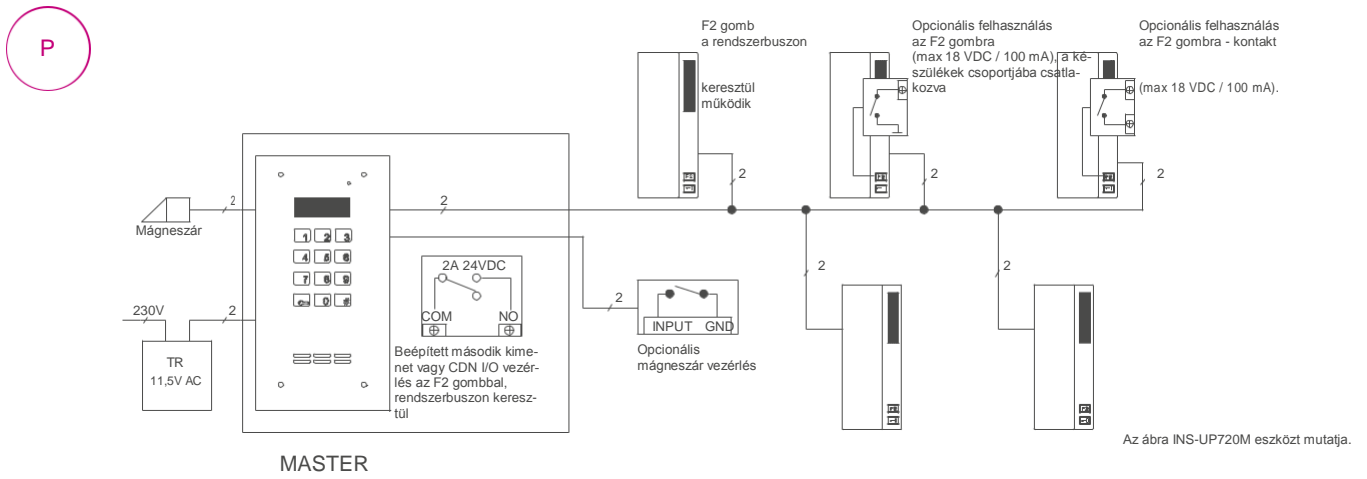 P
F2 gomb
a rendszerbuszon
keresztül
működik
Opcionális felhasználás
az F2 gombra
(max 18 VDC / 100 mA), a ké-
szülékek csoportjába csatla-
kozva
Opcionális felhasználás
az F2 gombra - kontakt
(max 18 VDC / 100 mA).
2
2
2
Mágneszár
2
2
1 2 3
4 5 6
7 8 9
0 #
2A 24VDC
COM NO
Beépített második kime-
net vagy CDN I/O vezér-
lés az F2 gombbal,
rendszerbuszon keresz-
tül
2
INPUT GND
Opcionális
mágneszár vezérlés
2
2
230V
2
TR
11,5V AC
MASTER
Az ábra INS-UP720M eszközt mutatja.